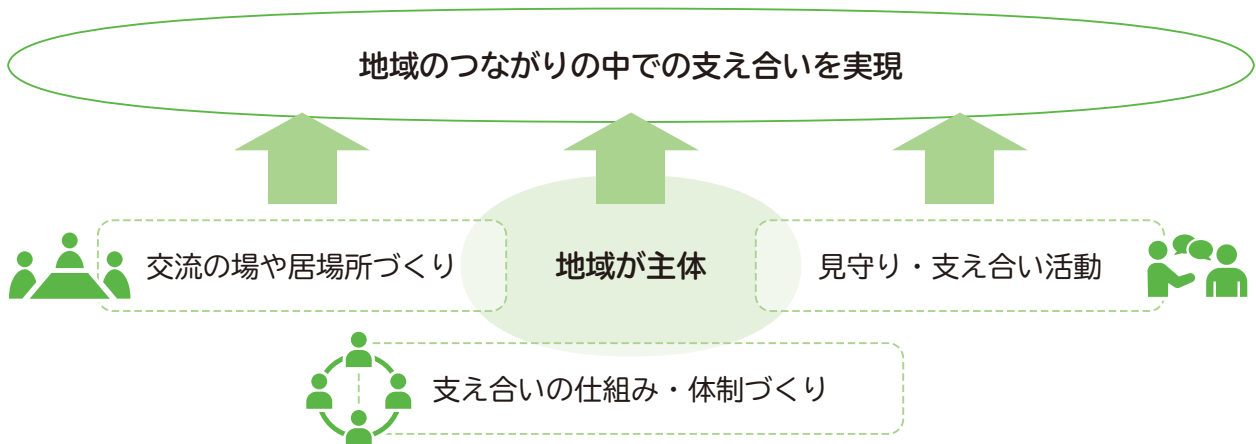 地域のつながりの中での支え合いを実現
交流の場や居場所づくり
地域が主体
見守り・支え合い活動
支え合いの仕組み・体制づくり